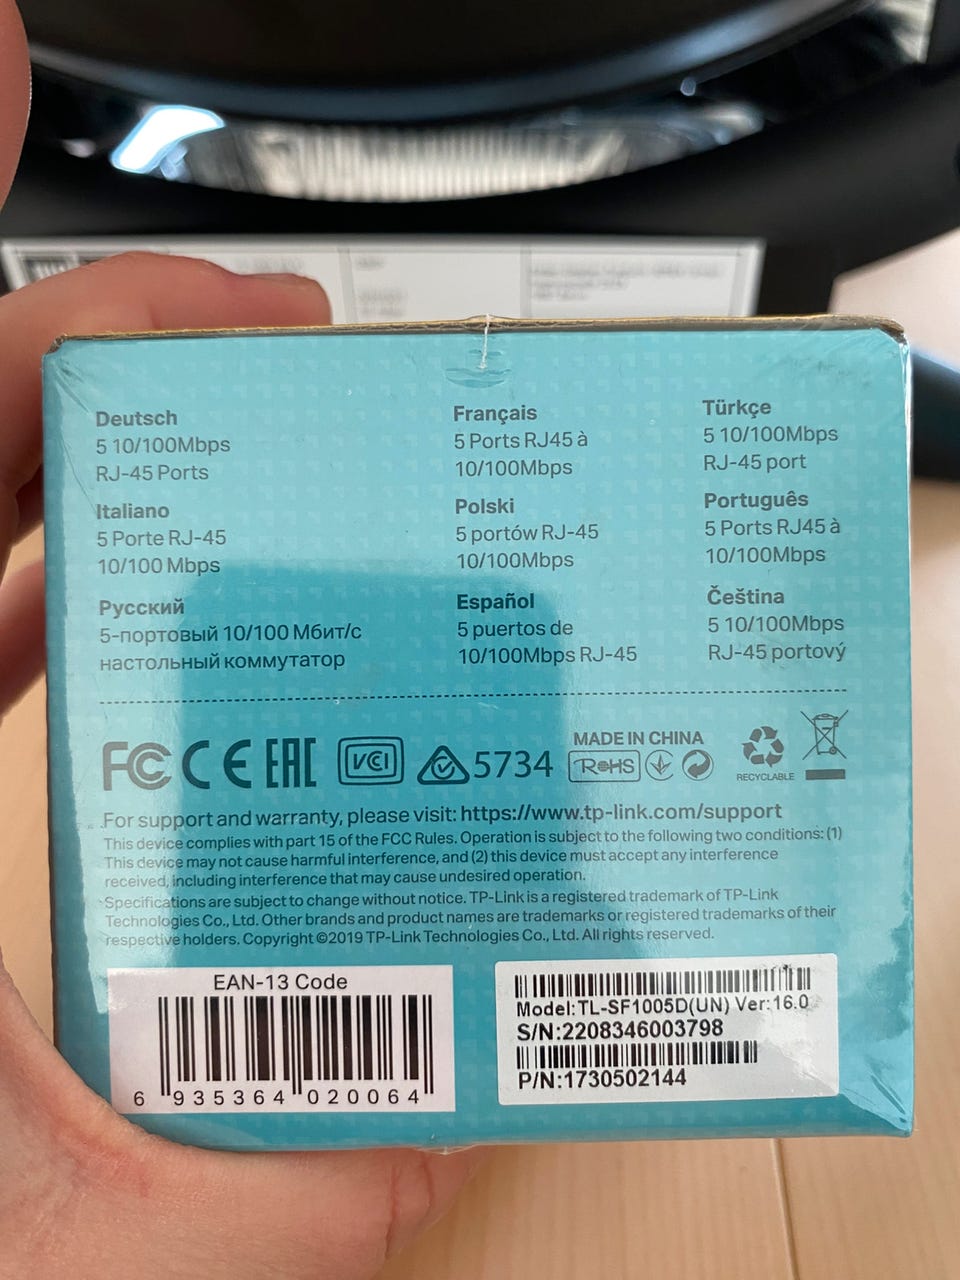 Deutsch
5 10/100Mbps
RJ-45 Ports
Français
5 Ports RJ45 à
10/100Mbps
Türkçe
5 10/100Mbps
RJ-45 port
Italiano
5 Porte RJ-45
10/100 Mbps
Polski
5 portów RJ-45
10/100Mbps
Português
5 Ports RJ45 à
10/100Mbps
Русский
5-портовый 10/100 Мбит/с
настольный коммутатор
Español
5 puertos de
10/100Mbps RJ-45
Čeština
5 10/100Mbps
RJ-45 portový
FC CE EAC VCI 5734
MADE IN CHINA
RoHS
RECYCLABLE
For support and warranty, please visit: https://www.tp-link.com/support
This device complies with part 15 of the FCC Rules. Operation is subject to the following two conditions: (1)
This device may not cause harmful interference, and (2) this device must accept any interference
received, including interference that may cause undesired operation.
Specifications are subject to change without notice. TP-Link is a registered trademark of TP-Link
Technologies Co., Ltd. Other brands and product names are trademarks or registered trademarks of their
respective holders. Copyright ©2019 TP-Link Technologies Co., Ltd. All rights reserved.
EAN-13 Code
6 935364 020064
Model:TL-SF1005D(UN) Ver:16.0
S/N:2208346003798
P/N:1730502144